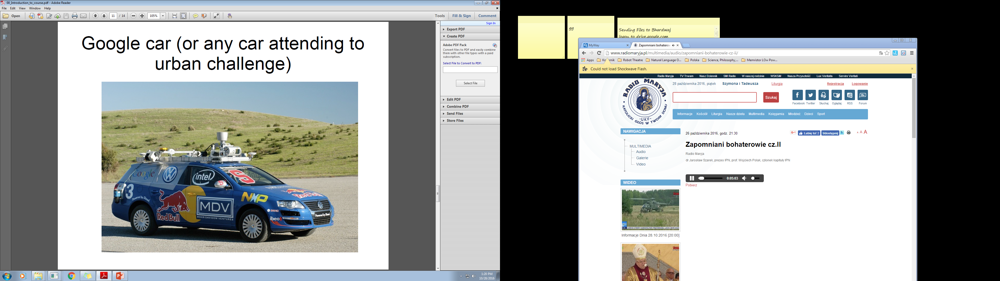 00_Introduction_to_course.pdf - Adobe Reader
File Edit View Window Help
Open 11 / 14 105% Tools Fill & Sign Comment
Sign In
Export PDF
Create PDF
Adobe PDF Pack
Convert files to PDF and easily combine
them with other file types with a paid
subscription.
Select File to Convert to PDF:
Select File
Edit PDF
Combine PDF
Send Files
Store Files
Google car (or any car attending to
urban challenge)
Google
intel
S
S
3
Powered by Diesel.
Red Bull
MDV
MOHR DAVIDOW VENTURES
NXP
Red Bull
BOSCH
ibeo
Powered by Diesel
1:20 PM
10/28/2016
gg
Sending Files to Bhardwaj
logon to drive.google.com
MyWay
Zapomniani bohaterov
www.radiomaryja.pl/multimedia/audio/zapomniani-bohaterowie-cz-ii/
Apps Robot Theatre Natural Language O... Polska Science, Philosophy,... Memristor LOw Pow...
Could not load Shockwave Flash.
Radio Maryja TV Trwam Nasz Dziennik SIM Radio W naszej rodzinie WSKSiM Nasza Przyszłość Lux Veritatis Servire Veritati
RADIO MARYJA
KATOLICKI GŁOS W TWOIM DOMU
UKF
28 października 2016, piątek Szymona i Tadeusza Liturgia Rejestracja Logowanie
Szukaj
Facebook Twitter Słuchaj Oglądaj RSS Forum
Informacje Kościół Liturgia Nasze dzieła Multimedia Księgarnia Młodzież Dzieci Sport
NAWIGACJA
MULTIMEDIA
Audio
Galerie
Video
26 października 2016, godz. 21:30
G+1 Lubię to! 2 Udostępnij A A A
Zapomniani bohaterowie cz.II
Radio Maryja
dr Jarosław Szarek, prezes IPN, prof. Wojciech Polak, członek kapituły IPN
0:05:03
Pobierz
WIDEO
Informacje Dnia 28.10.2016 [20:00]